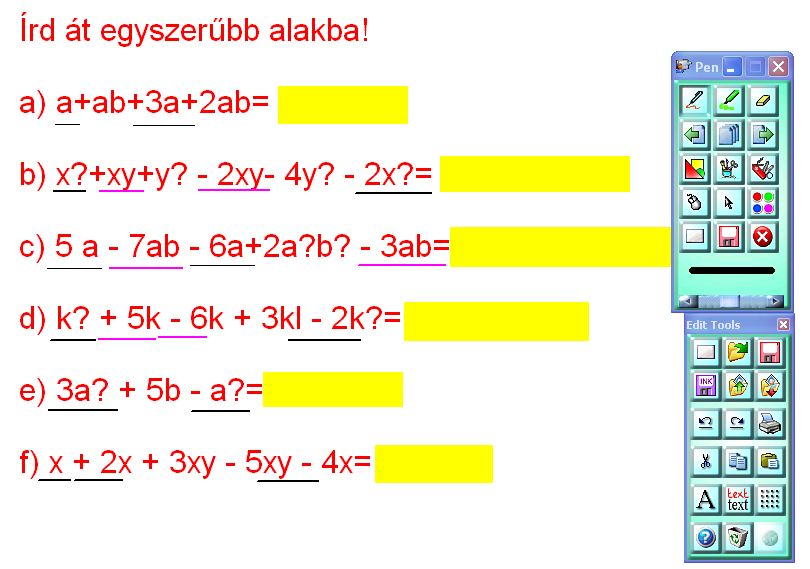 Írd át egyszerűbb alakba!
a) a+ab+3a+2ab=
b) x?+xy+y? - 2xy- 4y? - 2x?=
c) 5 a - 7ab - 6a+2a?b? - 3ab=
d) k? + 5k - 6k + 3kl - 2k?=
e) 3a? + 5b - a?=
f) x + 2x + 3xy - 5xy - 4x=
Pen
Edit Tools
INK
A
text
text